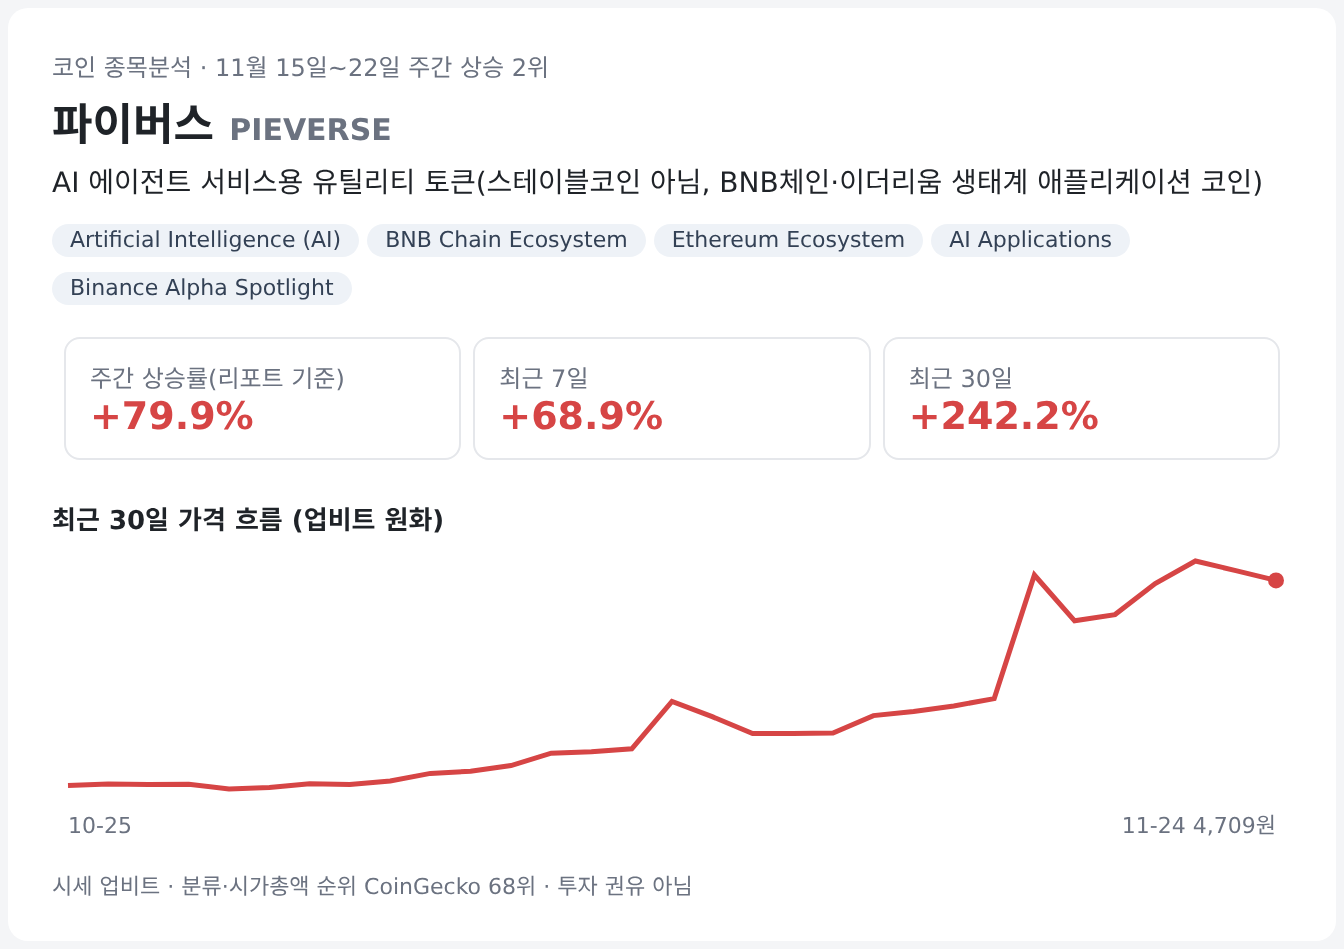 코인 종목분석 · 11월 15일~22일 주간 상승 2위
파이버스 PIEVERSE
AI 에이전트 서비스용 유틸리티 토큰(스테이블코인 아님, BNB체인·이더리움 생태계 애플리케이션 코인)
Artificial Intelligence (AI) BNB Chain Ecosystem Ethereum Ecosystem AI Applications
Binance Alpha Spotlight
주간 상승률(리포트 기준) 최근 7일 최근 30일
+79.9% +68.9% +242.2%
최근 30일 가격 흐름 (업비트 원화)
10-25 11-24 4,709원
시세 업비트 · 분류·시가총액 순위 CoinGecko 68위 · 투자 권유 아님